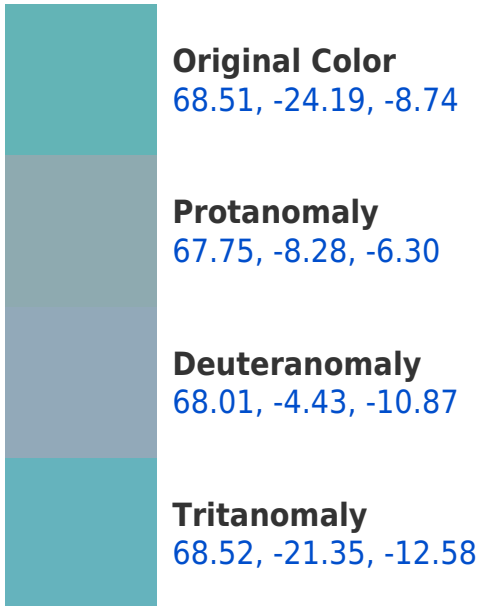 Original Color
68.51, -24.19, -8.74
Protanomaly
67.75, -8.28, -6.30
Deuteranomaly
68.01, -4.43, -10.87
Tritanomaly
68.52, -21.35, -12.58